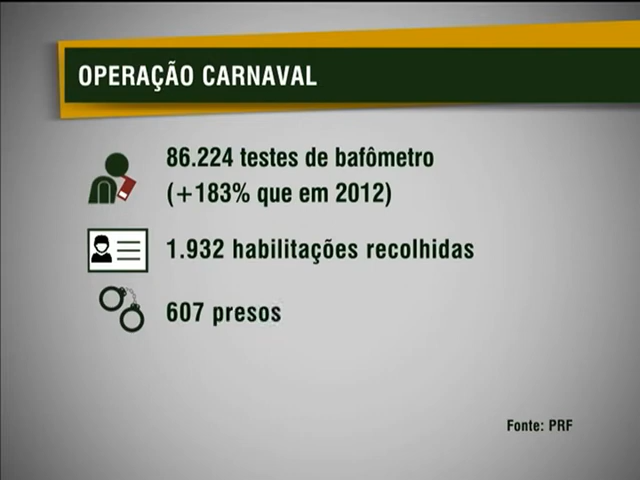 OPERAÇÃO CARNAVAL
86.224 testes de bafômetro
(+183% que em 2012)
1.932 habilitações recolhidas
607 presos
Fonte: PRF